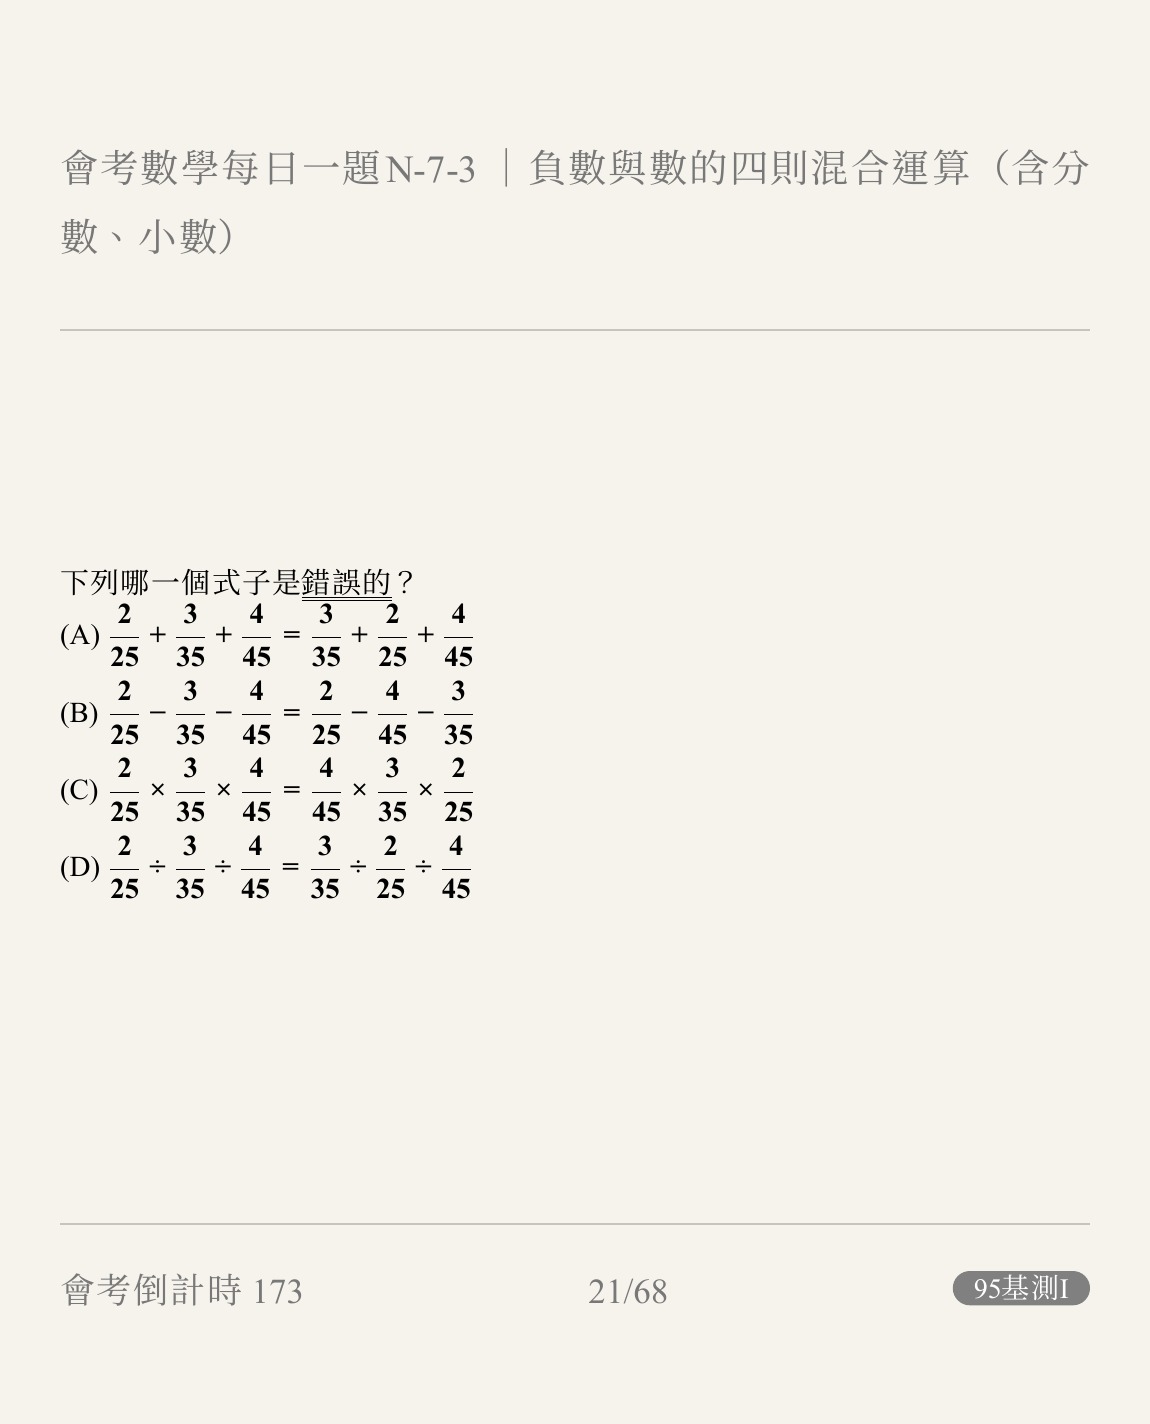 會考數學每日一題N-7-3 ｜負數與數的四則混合運算（含分
數、小數）
下列哪一個式子是錯誤的？
(A) 2/25 + 3/35 + 4/45 = 3/35 + 2/25 + 4/45
(B) 2/25 − 3/35 − 4/45 = 2/25 − 4/45 − 3/35
(C) 2/25 × 3/35 × 4/45 = 4/45 × 3/35 × 2/25
(D) 2/25 ÷ 3/35 ÷ 4/45 = 3/35 ÷ 2/25 ÷ 4/45
會考倒計時 173 21/68 95基測I